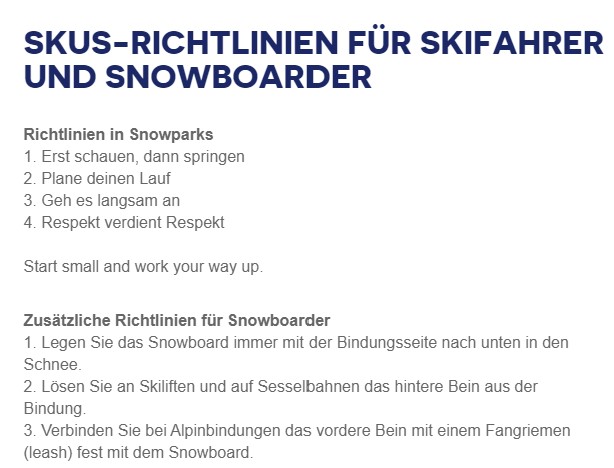 SKUS-RICHTLINIEN FÜR SKIFAHRER
UND SNOWBOARDER
Richtlinien in Snowparks
1. Erst schauen, dann springen
2. Plane deinen Lauf
3. Geh es langsam an
4. Respekt verdient Respekt
Start small and work your way up.
Zusätzliche Richtlinien für Snowboarder
1. Legen Sie das Snowboard immer mit der Bindungsseite nach unten in den
Schnee.
2. Lösen Sie an Skiliften und auf Sesselbahnen das hintere Bein aus der
Bindung.
3. Verbinden Sie bei Alpinbindungen das vordere Bein mit einem Fangriemen
(leash) fest mit dem Snowboard.